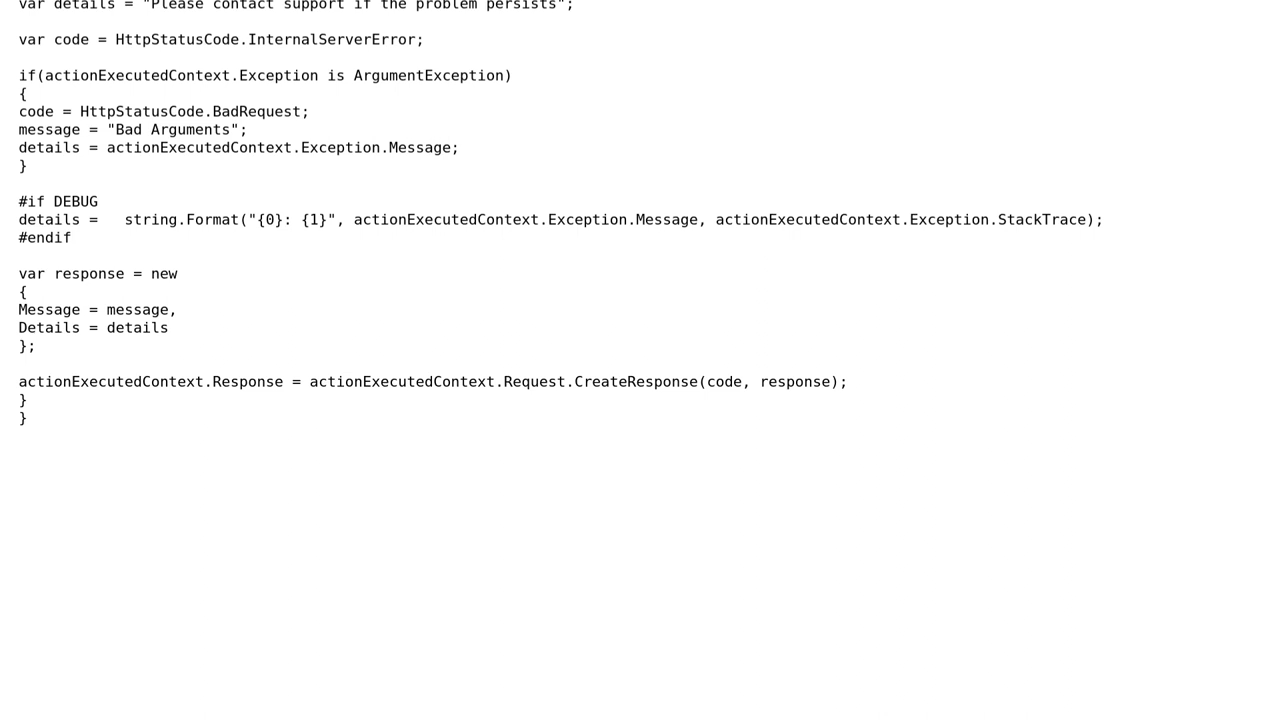 var details = "Please contact support if the problem persists";
var code = HttpStatusCode.InternalServerError;
if(actionExecutedContext.Exception is ArgumentException)
{
code = HttpStatusCode.BadRequest;
message = "Bad Arguments";
details = actionExecutedContext.Exception.Message;
}
#if DEBUG
details =   string.Format("{0}: {1}", actionExecutedContext.Exception.Message, actionExecutedContext.Exception.StackTrace);
#endif
var response = new
{
Message = message,
Details = details
};
actionExecutedContext.Response = actionExecutedContext.Request.CreateResponse(code, response);
}
}